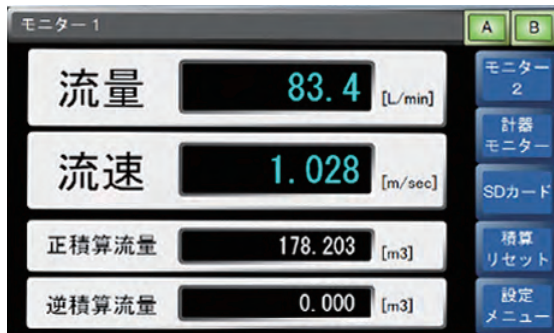 モニター1
A B
流量 83.4 [L/min]
流速 1.028 [m/sec]
正積算流量 178.203 [m3]
逆積算流量 0.000 [m3]
モニター
2
計器
モニター
SDカード
積算
リセット
設定
メニュー